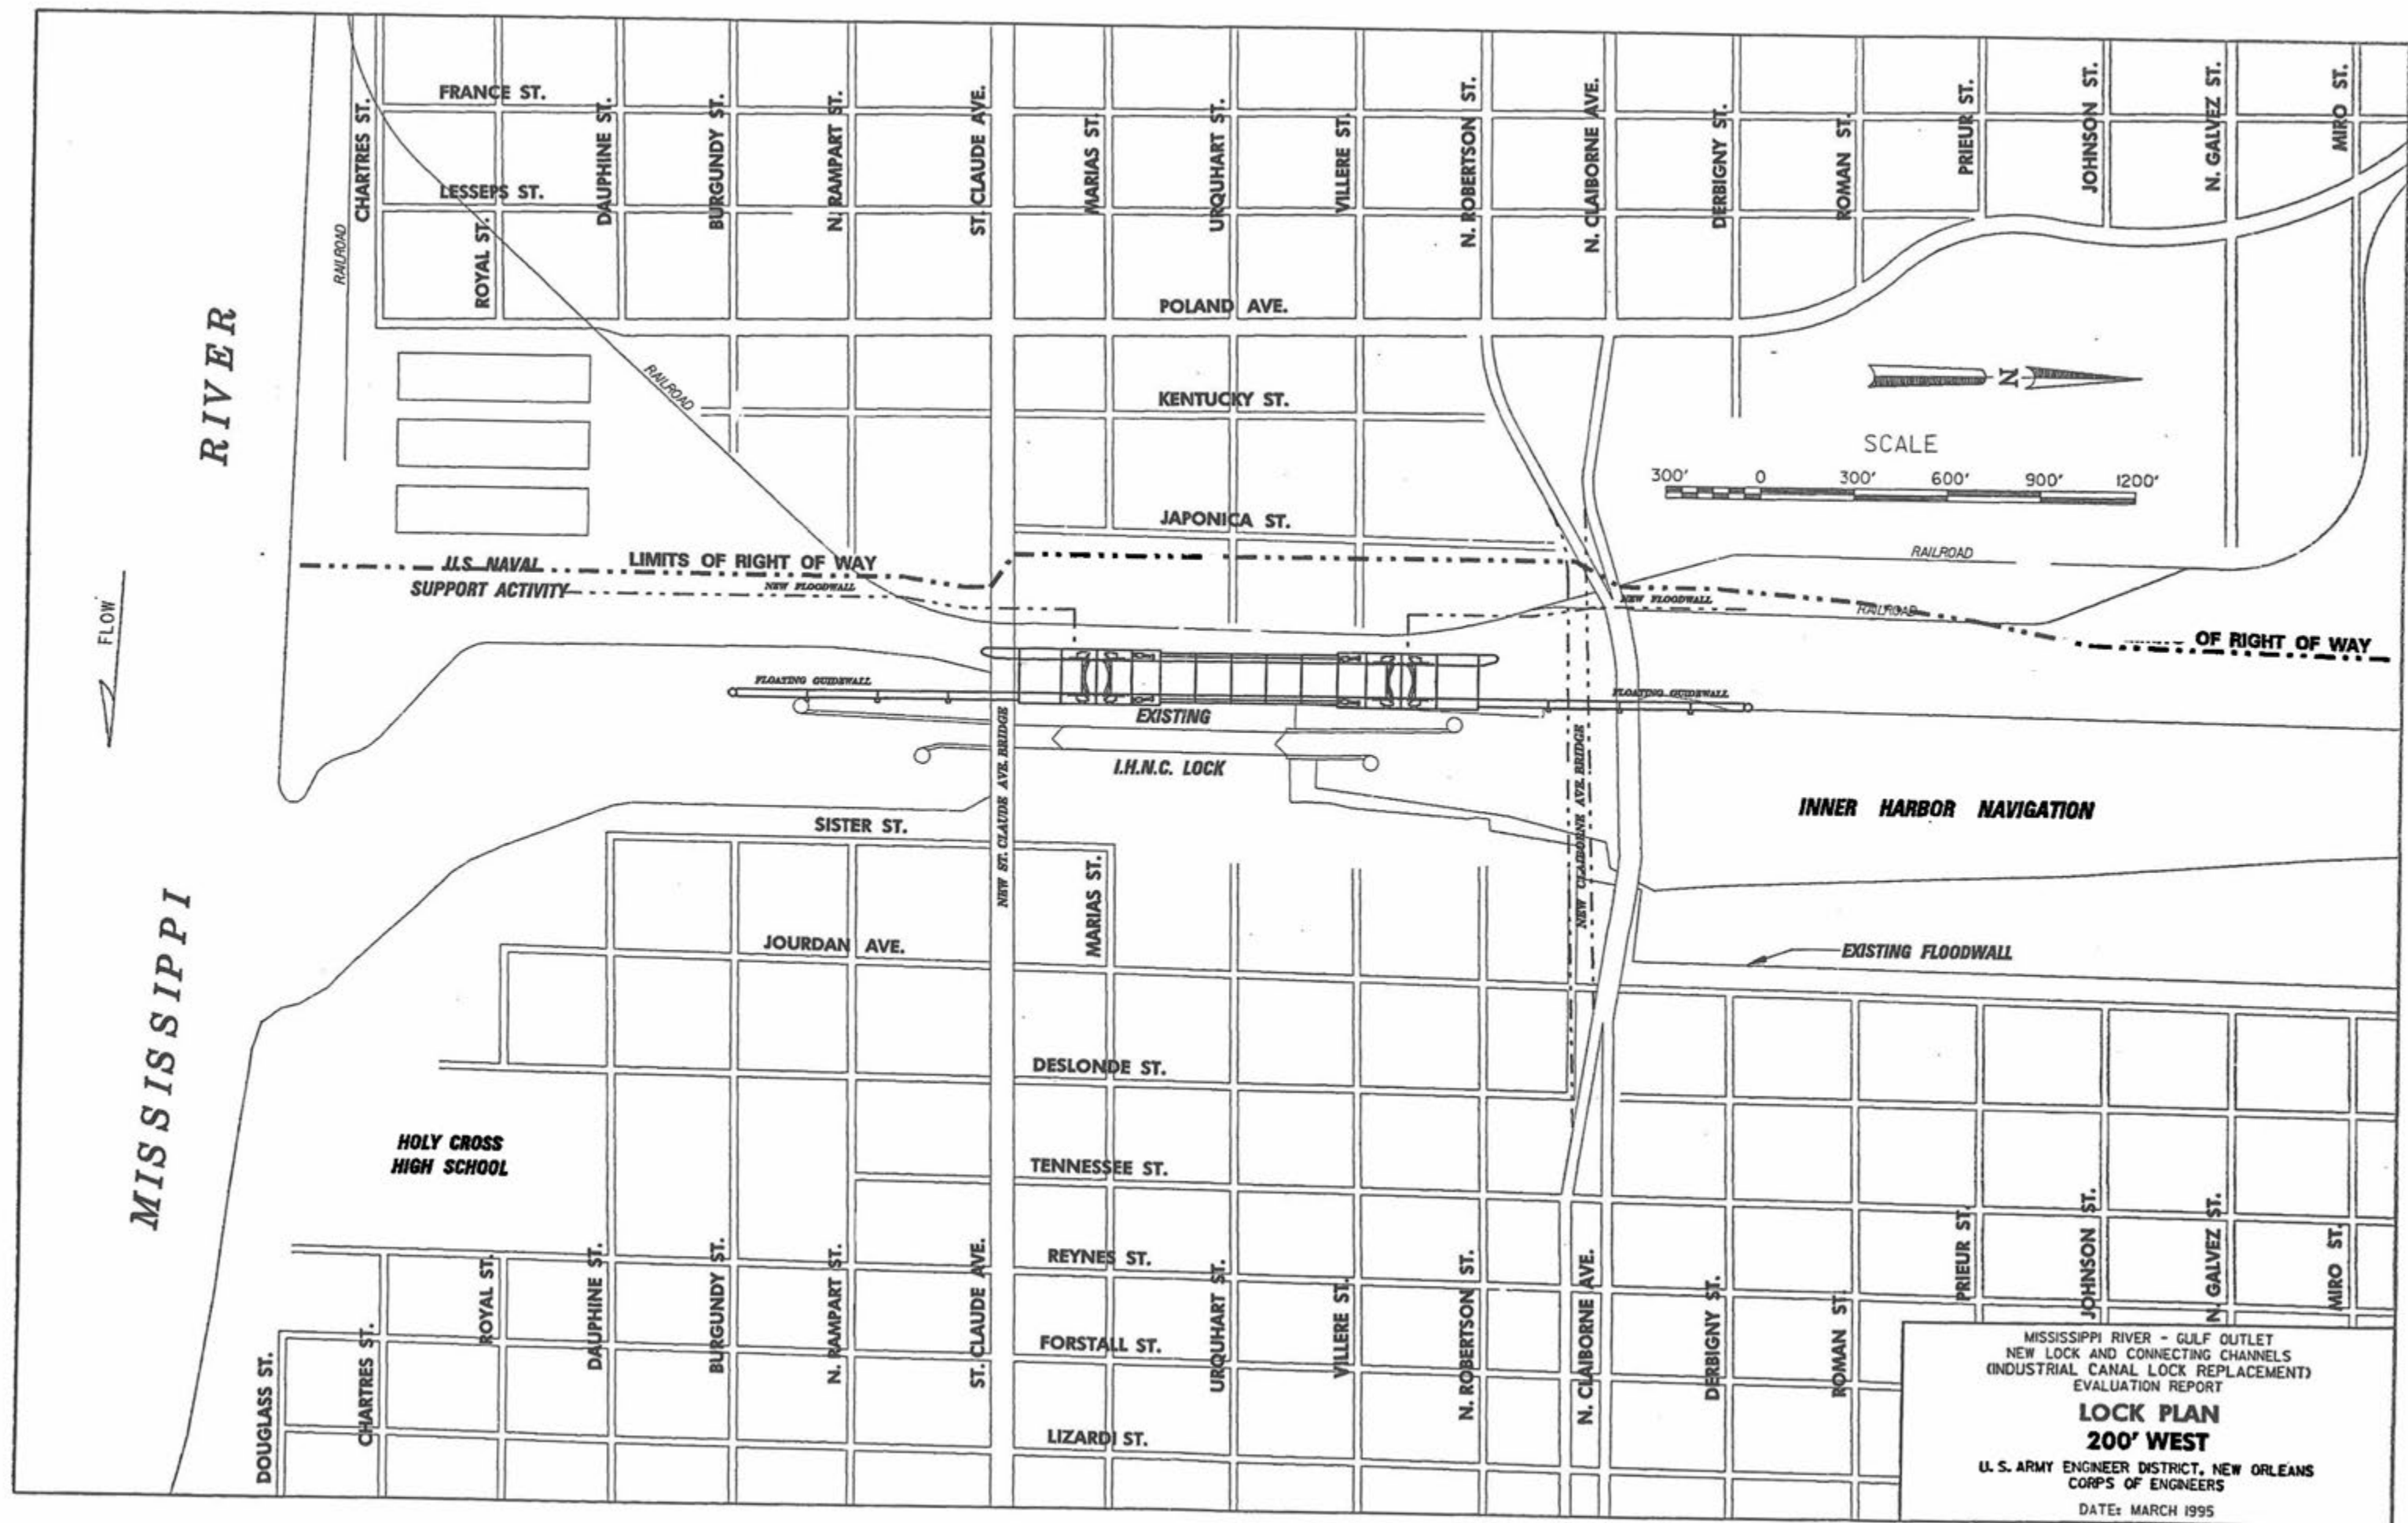 FRANCE ST.
CHARTRES ST.
DAUPHINE ST.
BURGUNDY ST.
N. RAMPART ST.
ST. CLAUDE AVE.
MARIAS ST.
URQUHART ST.
VILLERE ST.
N. ROBERTSON ST.
N. CLAIBORNE AVE.
DERBIGNY ST.
ROMAN ST.
PRIEUR ST.
JOHNSON ST.
N. GALVEZ ST.
MIRO ST.
LESSEPS ST.
ROYAL ST.
RAILROAD
POLAND AVE.
RIVER
RAILROAD
KENTUCKY ST.
N
SCALE
300' 0 300' 600' 900' 1200'
JAPONICA ST.
RAILROAD
U.S. NAVAL
SUPPORT ACTIVITY
LIMITS OF RIGHT OF WAY
NEW FLOODWALL
NEW FLOODWALL
RAILROAD
OF RIGHT OF WAY
FLOW
FLOATING GUIDEWALL
FLOATING GUIDEWALL
EXISTING
I.H.N.C. LOCK
NEW ST. CLAUDE AVE. BRIDGE
NEW CLAIBORNE AVE. BRIDGE
INNER HARBOR NAVIGATION
SISTER ST.
MARIAS ST.
JOURDAN AVE.
EXISTING FLOODWALL
MISSISSIPPI
DESLONDE ST.
HOLY CROSS
HIGH SCHOOL
TENNESSEE ST.
REYNES ST.
FORSTALL ST.
LIZARDI ST.
DOUGLASS ST.
CHARTRES ST.
ROYAL ST.
DAUPHINE ST.
BURGUNDY ST.
N. RAMPART ST.
ST. CLAUDE AVE.
URQUHART ST.
VILLERE ST.
N. ROBERTSON ST.
N. CLAIBORNE AVE.
DERBIGNY ST.
ROMAN ST.
PRIEUR ST.
JOHNSON ST.
N. GALVEZ ST.
MIRO ST.
MISSISSIPPI RIVER - GULF OUTLET
NEW LOCK AND CONNECTING CHANNELS
(INDUSTRIAL CANAL LOCK REPLACEMENT)
EVALUATION REPORT
LOCK PLAN
200' WEST
U. S. ARMY ENGINEER DISTRICT, NEW ORLEANS
CORPS OF ENGINEERS
DATE: MARCH 1995